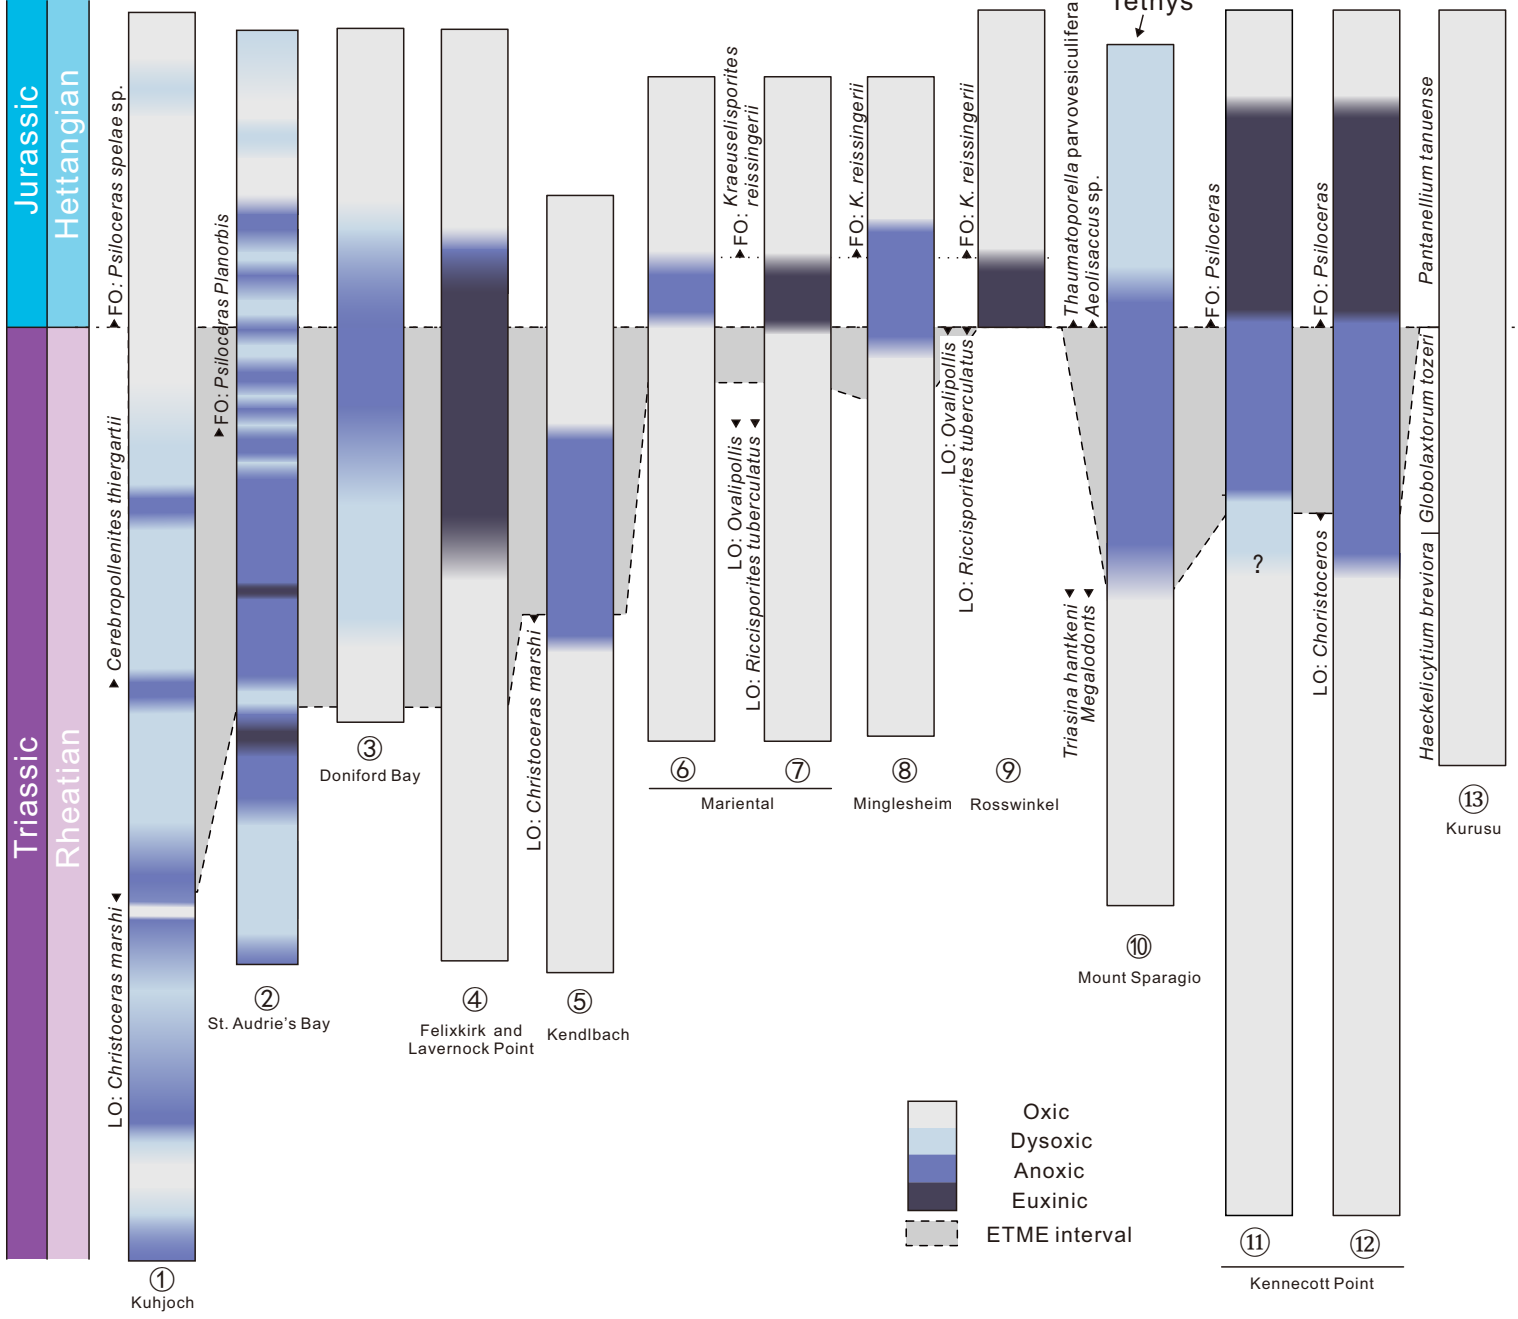 Tethys
Jurassic
Hettangian
Triassic
Rheatian
FO: Psiloceras spelae sp.
Cerebropollenites thiergartii
LO: Christoceras marshi
FO: Psiloceras Planorbis
LO: Christoceras marshi
FO: Kraeuselisporites
reissingerii
LO: Ovalipollis
LO: Riccisporites tuberculatus
FO: K. reissingerii
FO: K. reissingerii
LO: Ovalipollis
LO: Riccisporites tuberculatus
Thaumatoporella parvovesiculifera
Aeolisaccus sp.
Triasina hantkeni
Megalodonts
FO: Psiloceras
FO: Psiloceras
LO: Choristoceros
?
Pantanellium tanuense
Haeckelicytium breviora | Globolaxtorum tozeri
①
Kuhjoch
②
St. Audrie's Bay
③
Doniford Bay
④
Felixkirk and
Lavernock Point
⑤
Kendlbach
⑥
⑦
Mariental
⑧
Minglesheim
⑨
Rosswinkel
⑩
Mount Sparagio
⑪
⑫
Kennecott Point
⑬
Kurusu
Oxic
Dysoxic
Anoxic
Euxinic
ETME interval